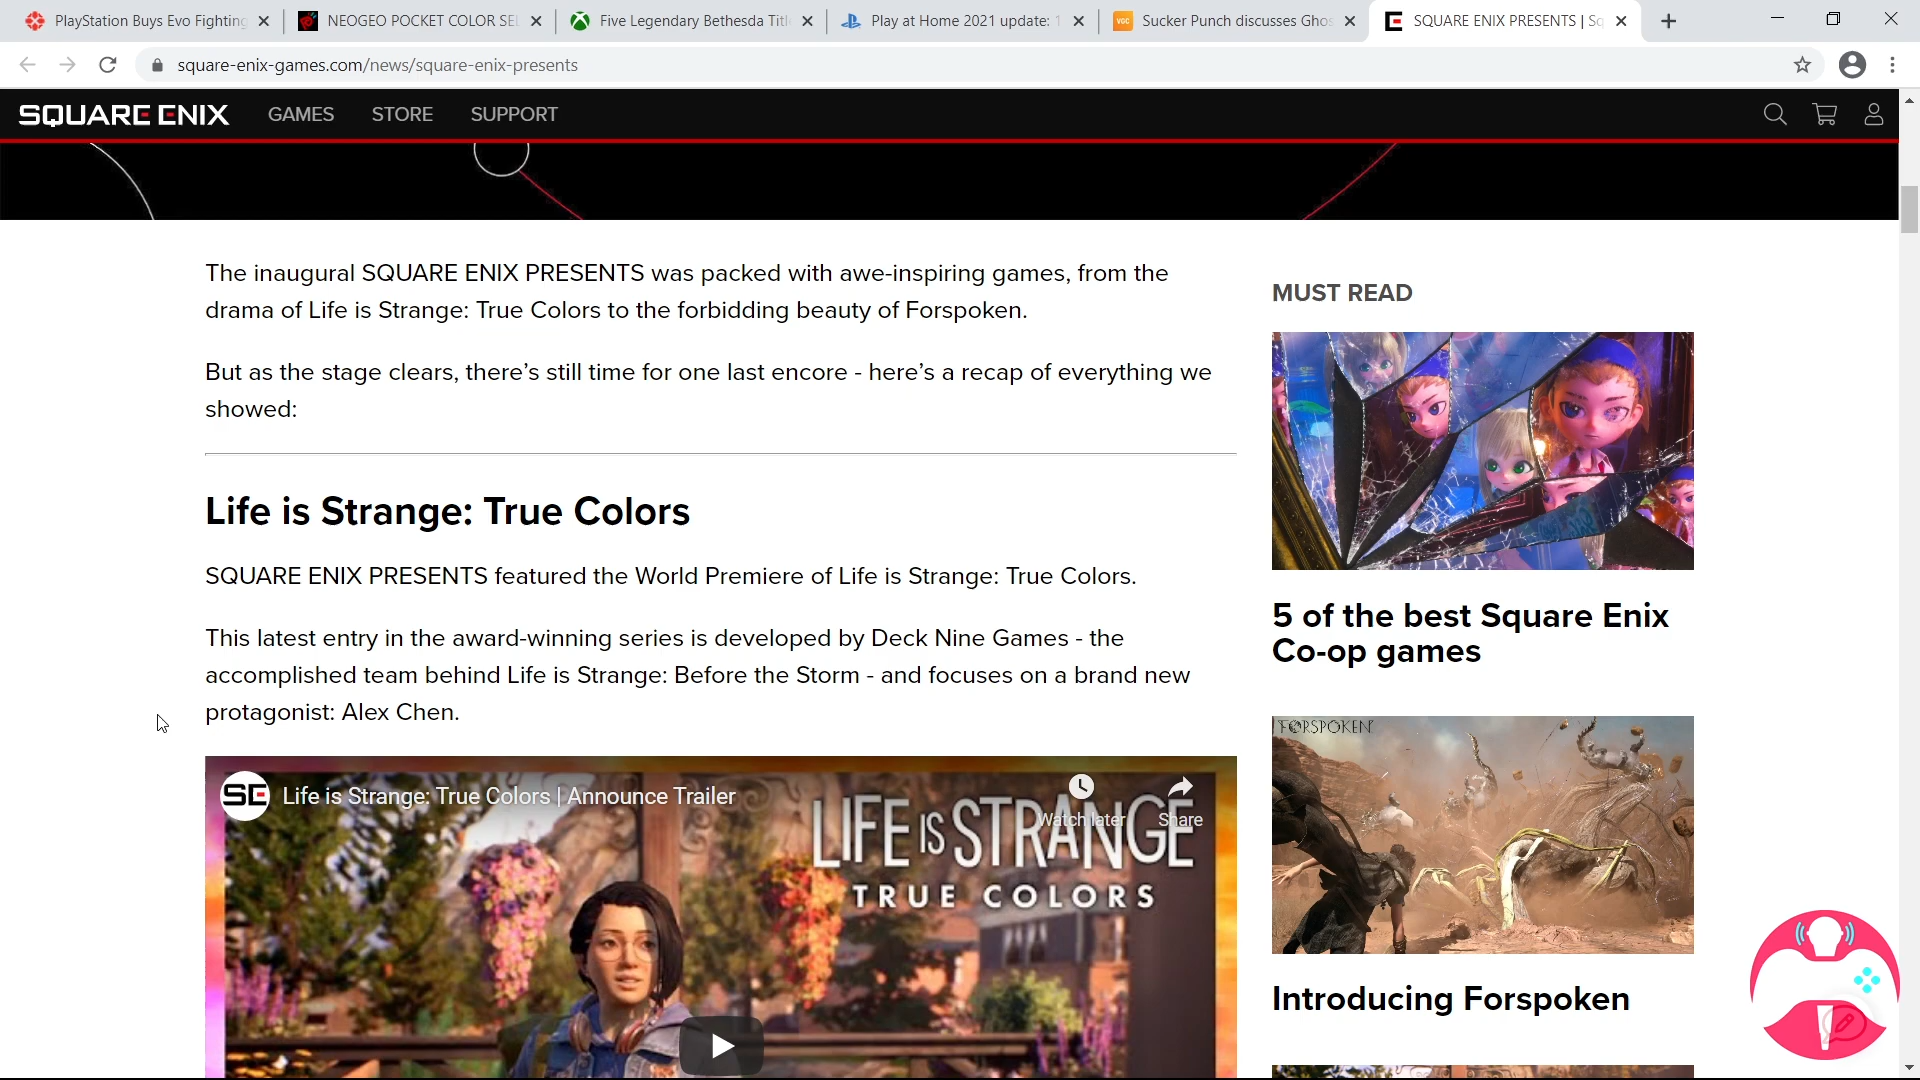 PlayStation Buys Evo Fighting
NEOGEO POCKET COLOR SEL
Five Legendary Bethesda Titl
Play at Home 2021 update: 1
VGC
Sucker Punch discusses Ghos
SQUARE ENIX PRESENTS | Sq
square-enix-games.com/news/square-enix-presents
SQUARE ENIX
GAMES
STORE
SUPPORT
The inaugural SQUARE ENIX PRESENTS was packed with awe-inspiring games, from the
drama of Life is Strange: True Colors to the forbidding beauty of Forspoken.
But as the stage clears, there’s still time for one last encore - here’s a recap of everything we
showed:
Life is Strange: True Colors
SQUARE ENIX PRESENTS featured the World Premiere of Life is Strange: True Colors.
This latest entry in the award-winning series is developed by Deck Nine Games - the
accomplished team behind Life is Strange: Before the Storm - and focuses on a brand new
protagonist: Alex Chen.
SE
Life is Strange: True Colors | Announce Trailer
Watch later
Share
LIFE IS STRANGE
TRUE COLORS
MUST READ
5 of the best Square Enix
Co-op games
FORSPOKEN
Introducing Forspoken